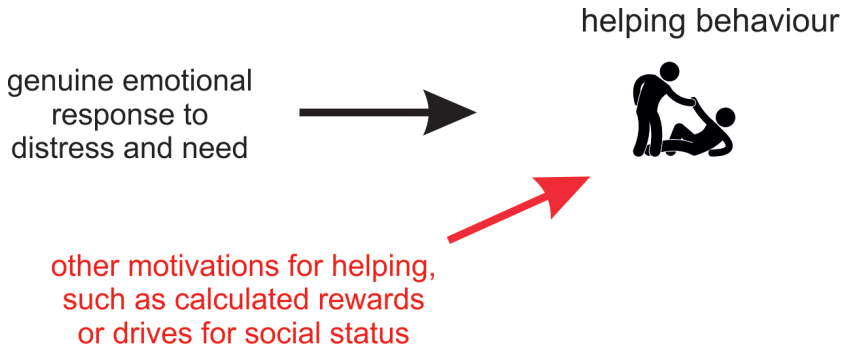 helping behaviour
genuine emotional
response to
distress and need
other motivations for helping,
such as calculated rewards
or drives for social status